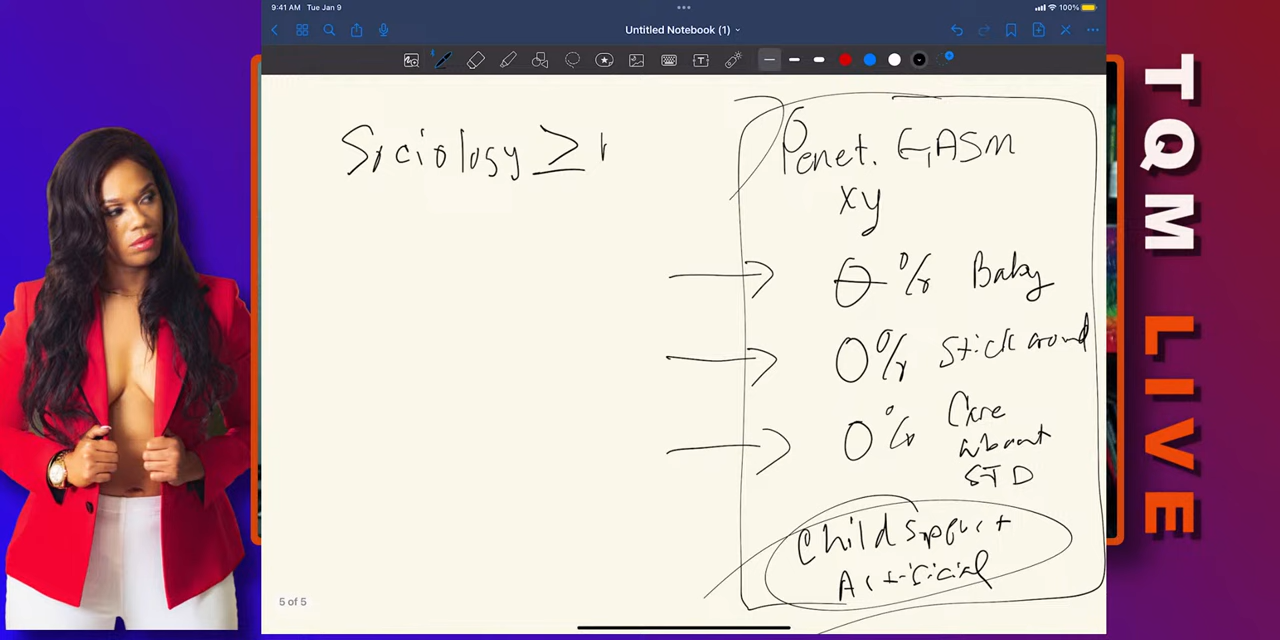 9:41 AM Tue Jan 9
100%
Untitled Notebook (1)
Sociology ≥
Penet. GASM
xy
0% Baby
0% Stick around
0% Care
about
STD
Child Support
Artificial
5 of 5
TQM LIVE